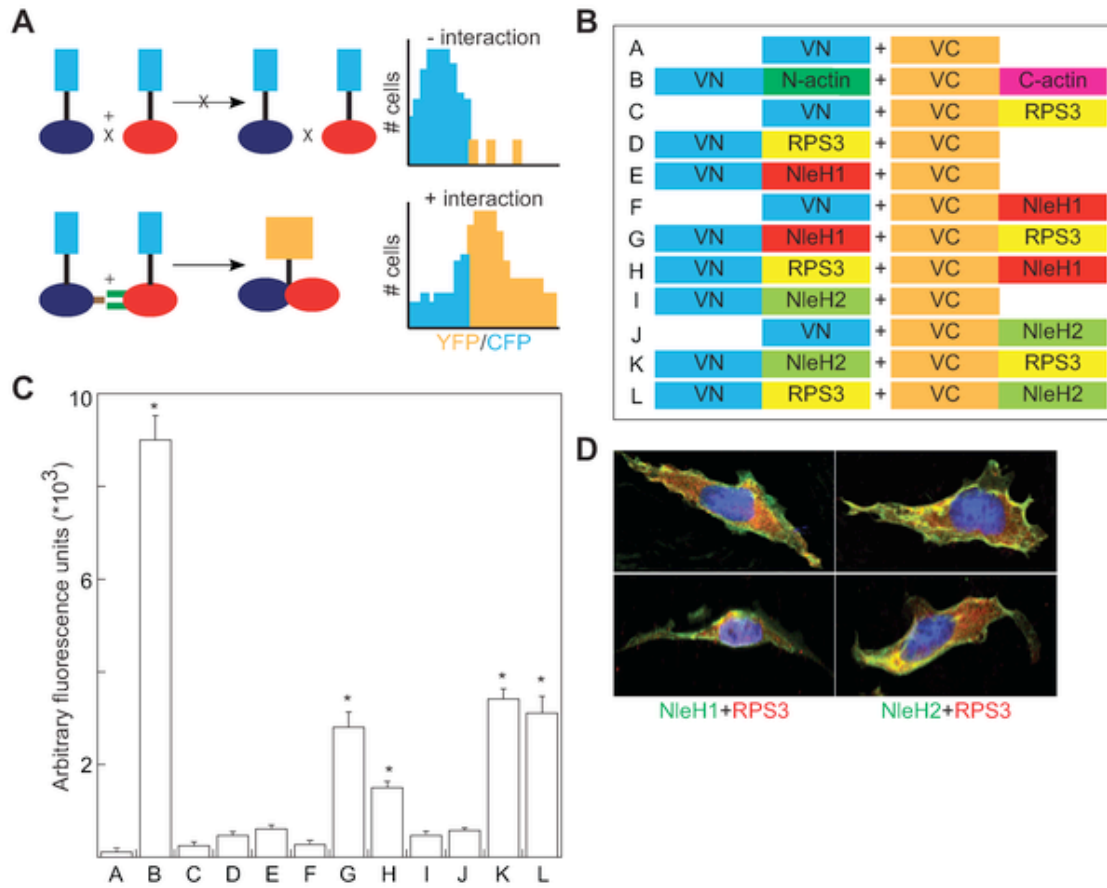 A
+
X
X
X
- interaction
# cells
+
+ interaction
# cells
YFP/CFP
B
A VN + VC
B VN N-actin + VC C-actin
C VN + VC RPS3
D VN RPS3 + VC
E VN NleH1 + VC
F VN + VC NleH1
G VN NleH1 + VC RPS3
H VN RPS3 + VC NleH1
I VN NleH2 + VC
J VN + VC NleH2
K VN NleH2 + VC RPS3
L VN RPS3 + VC NleH2
C
Arbitrary fluorescence units (*10³)
10
6
2
* * * * *
A B C D E F G H I J K L
D
NleH1+RPS3 NleH2+RPS3